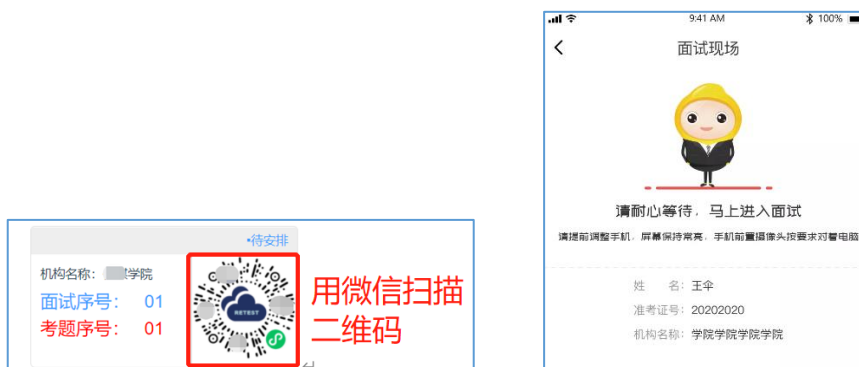 •待安排
机构名称： 学院
面试序号： 01
考题序号： 01
RETEST
用微信扫描
二维码
9:41 AM
100%
面试现场
请耐心等待，马上进入面试
请提前调整手机，屏幕保持常亮，手机前置摄像头按要求对着电脑
姓 名：王伞
准考证号：20202020
机构名称：学院学院学院学院